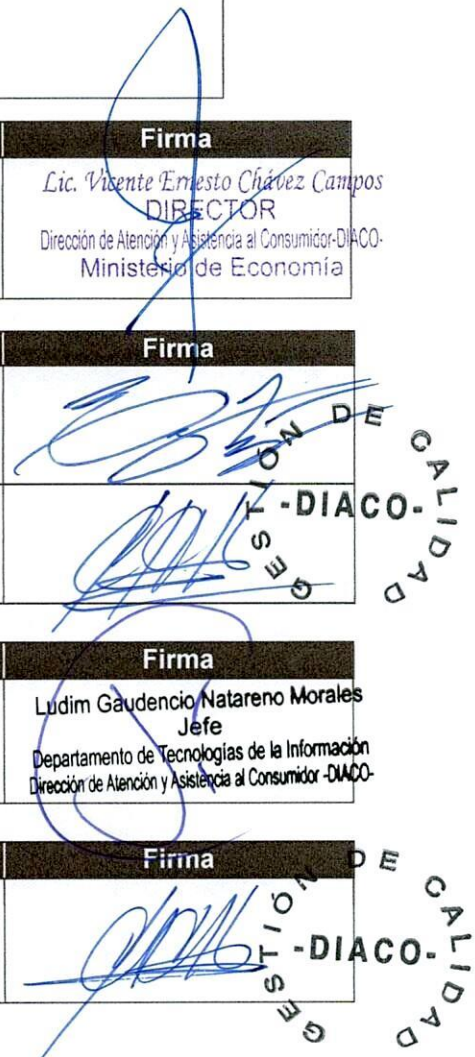 Firma
Lic. Vicente Ernesto Chávez Campos
DIRECTOR
Dirección de Atención y Asistencia al Consumidor-DIACO-
Ministerio de Economía
Firma
GESTIÓN DE CALIDAD
-DIACO-
Firma
Ludim Gaudencio Natareno Morales
Jefe
Departamento de Tecnologías de la Información
Dirección de Atención y Asistencia al Consumidor -DIACO-
Firma
GESTIÓN DE CALIDAD
-DIACO-